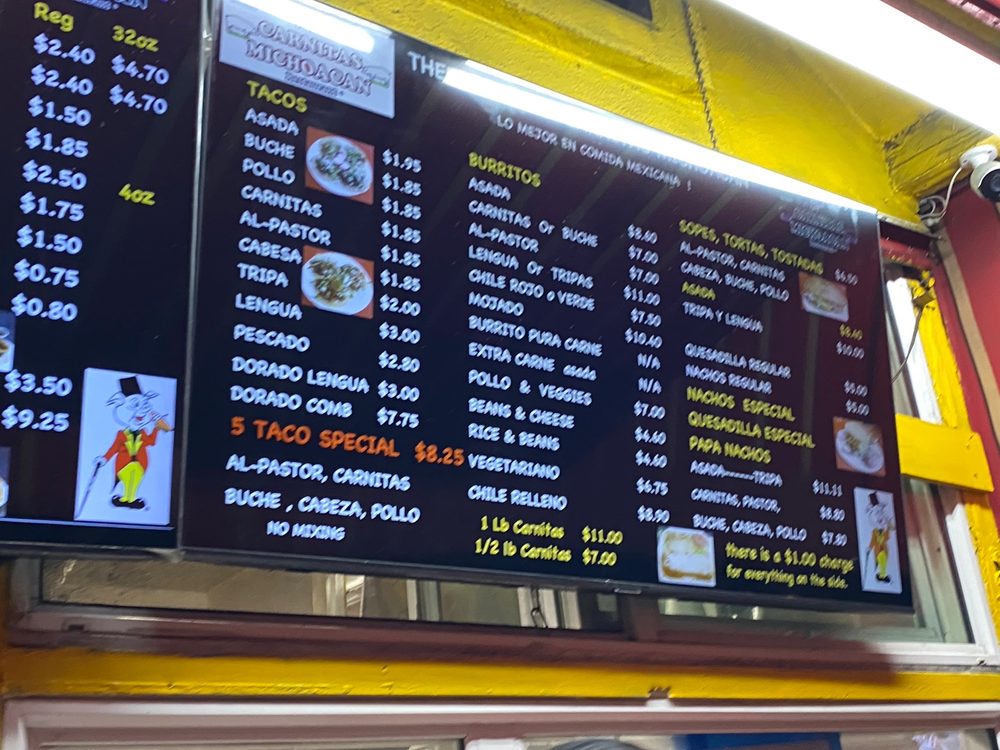 Reg 32oz
$2.40 $4.70
$2.40 $4.70
$1.50
$1.85
$2.50 4oz
$1.75
$1.50
$0.75
$0.80
$3.50
$9.25
CARNITAS
MICHOACAN
THE
LO MEJOR EN COMIDA MEXICANA !
TACOS
ASADA $1.95
BUCHE $1.85
POLLO $1.85
CARNITAS $1.85
AL-PASTOR $1.85
CABESA $1.85
TRIPA $2.00
LENGUA $3.00
PESCADO $2.80
DORADO LENGUA $3.00
DORADO COMB $7.75
5 TACO SPECIAL $8.25
AL-PASTOR, CARNITAS
BUCHE , CABEZA, POLLO
NO MIXING
BURRITOS
ASADA $8.60
CARNITAS Or BUCHE $7.00
AL-PASTOR $7.00
LENGUA Or TRIPAS $11.00
CHILE ROJO o VERDE $7.50
MOJADO $10.40
BURRITO PURA CARNE N/A
EXTRA CARNE asada N/A
POLLO & VEGGIES $7.00
BEANS & CHEESE $4.60
RICE & BEANS $4.60
VEGETARIANO $6.75
CHILE RELLENO $8.90
1 Lb Carnitas $11.00
1/2 lb Carnitas $7.00
SOPES, TORTAS, TOSTADAS
AL-PASTOR, CARNITAS
CABEZA, BUCHE, POLLO
ASADA $8.40
TRIPA Y LENGUA $10.00
QUESADILLA REGULAR $5.00
NACHOS REGULAR $5.00
NACHOS ESPECIAL
QUESADILLA ESPECIAL
PAPA NACHOS
ASADA------TRIPA $11.11
CARNITAS, PASTOR, $8.80
BUCHE, CABEZA, POLLO $7.80
there is a $1.00 charge
for everything on the side.